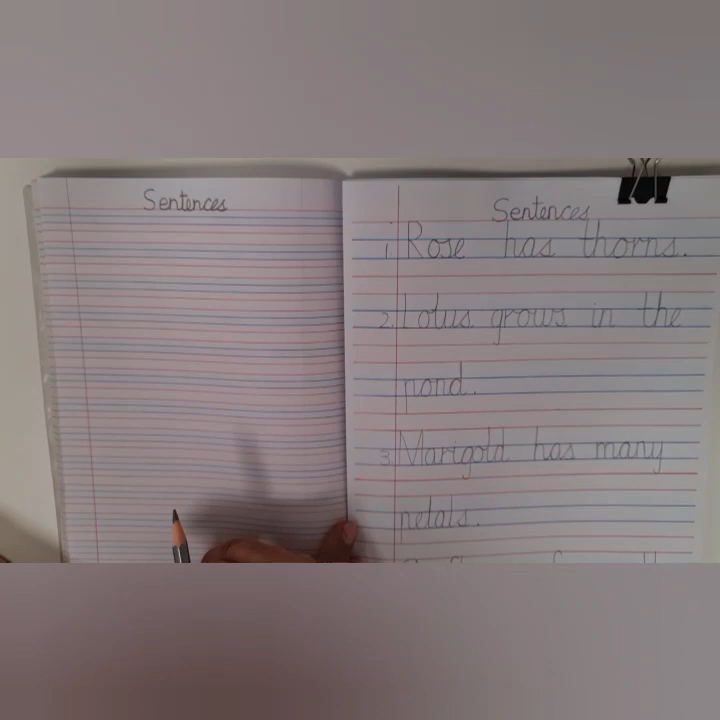 Sentences
Sentences
1. Rose has thorns.
2. Lotus grows in the
pond.
3. Marigold has many
petals.